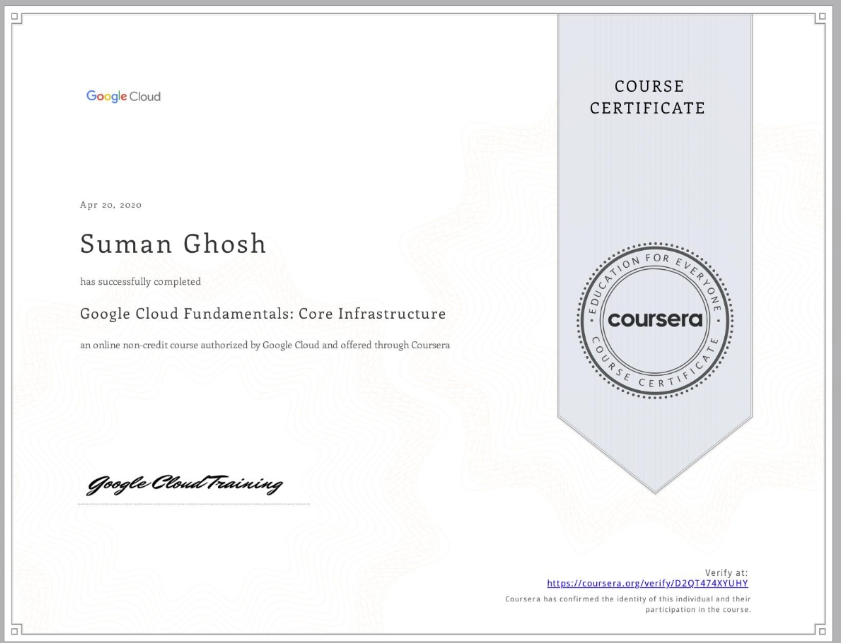 Google Cloud
COURSE
CERTIFICATE
Apr 20, 2020
Suman Ghosh
has successfully completed
Google Cloud Fundamentals: Core Infrastructure
an online non-credit course authorized by Google Cloud and offered through Coursera
EDUCATION FOR EVERYONE
coursera
COURSE CERTIFICATE
Google Cloud Training
Verify at:
https://coursera.org/verify/D2QT474XYUHY
Coursera has confirmed the identity of this individual and their
participation in the course.